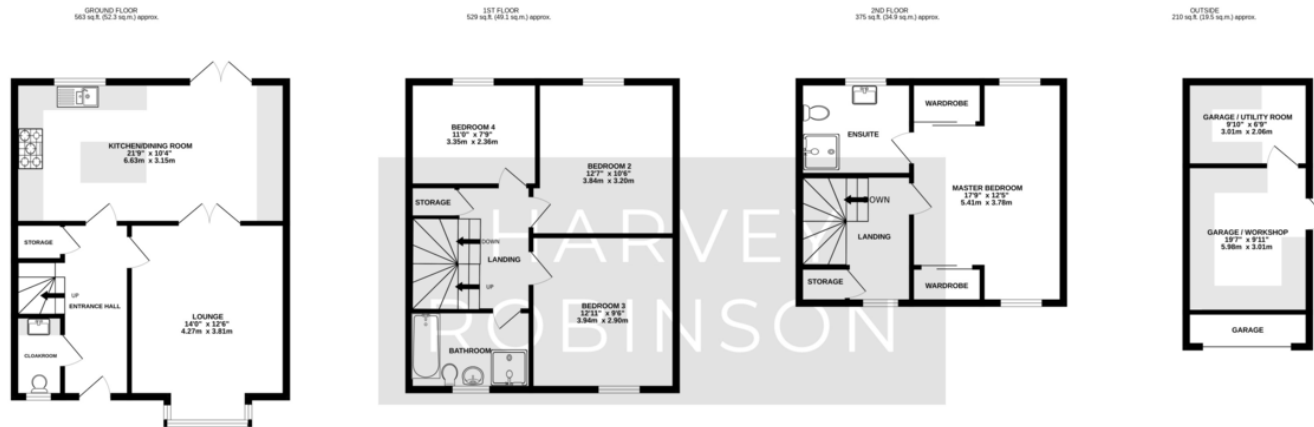 GROUND FLOOR
563 sq.ft. (52.3 sq.m.) approx.
KITCHEN/DINING ROOM
21'9" x 10'4"
6.63m x 3.15m
STORAGE
UP
ENTRANCE HALL
CLOAKROOM
LOUNGE
14'0" x 12'6"
4.27m x 3.81m
1ST FLOOR
529 sq.ft. (49.1 sq.m.) approx.
BEDROOM 4
11'0" x 7'9"
3.35m x 2.36m
BEDROOM 2
12'7" x 10'6"
3.84m x 3.20m
STORAGE
DOWN
LANDING
UP
BEDROOM 3
12'11" x 9'6"
3.94m x 2.90m
BATHROOM
HARVEY
ROBINSON
2ND FLOOR
375 sq.ft. (34.9 sq.m.) approx.
WARDROBE
ENSUITE
MASTER BEDROOM
17'9" x 12'5"
5.41m x 3.78m
DOWN
LANDING
STORAGE
WARDROBE
OUTSIDE
210 sq.ft. (19.5 sq.m.) approx.
GARAGE / UTILITY ROOM
9'10" x 6'9"
3.01m x 2.06m
GARAGE / WORKSHOP
19'7" x 9'11"
5.98m x 3.01m
GARAGE